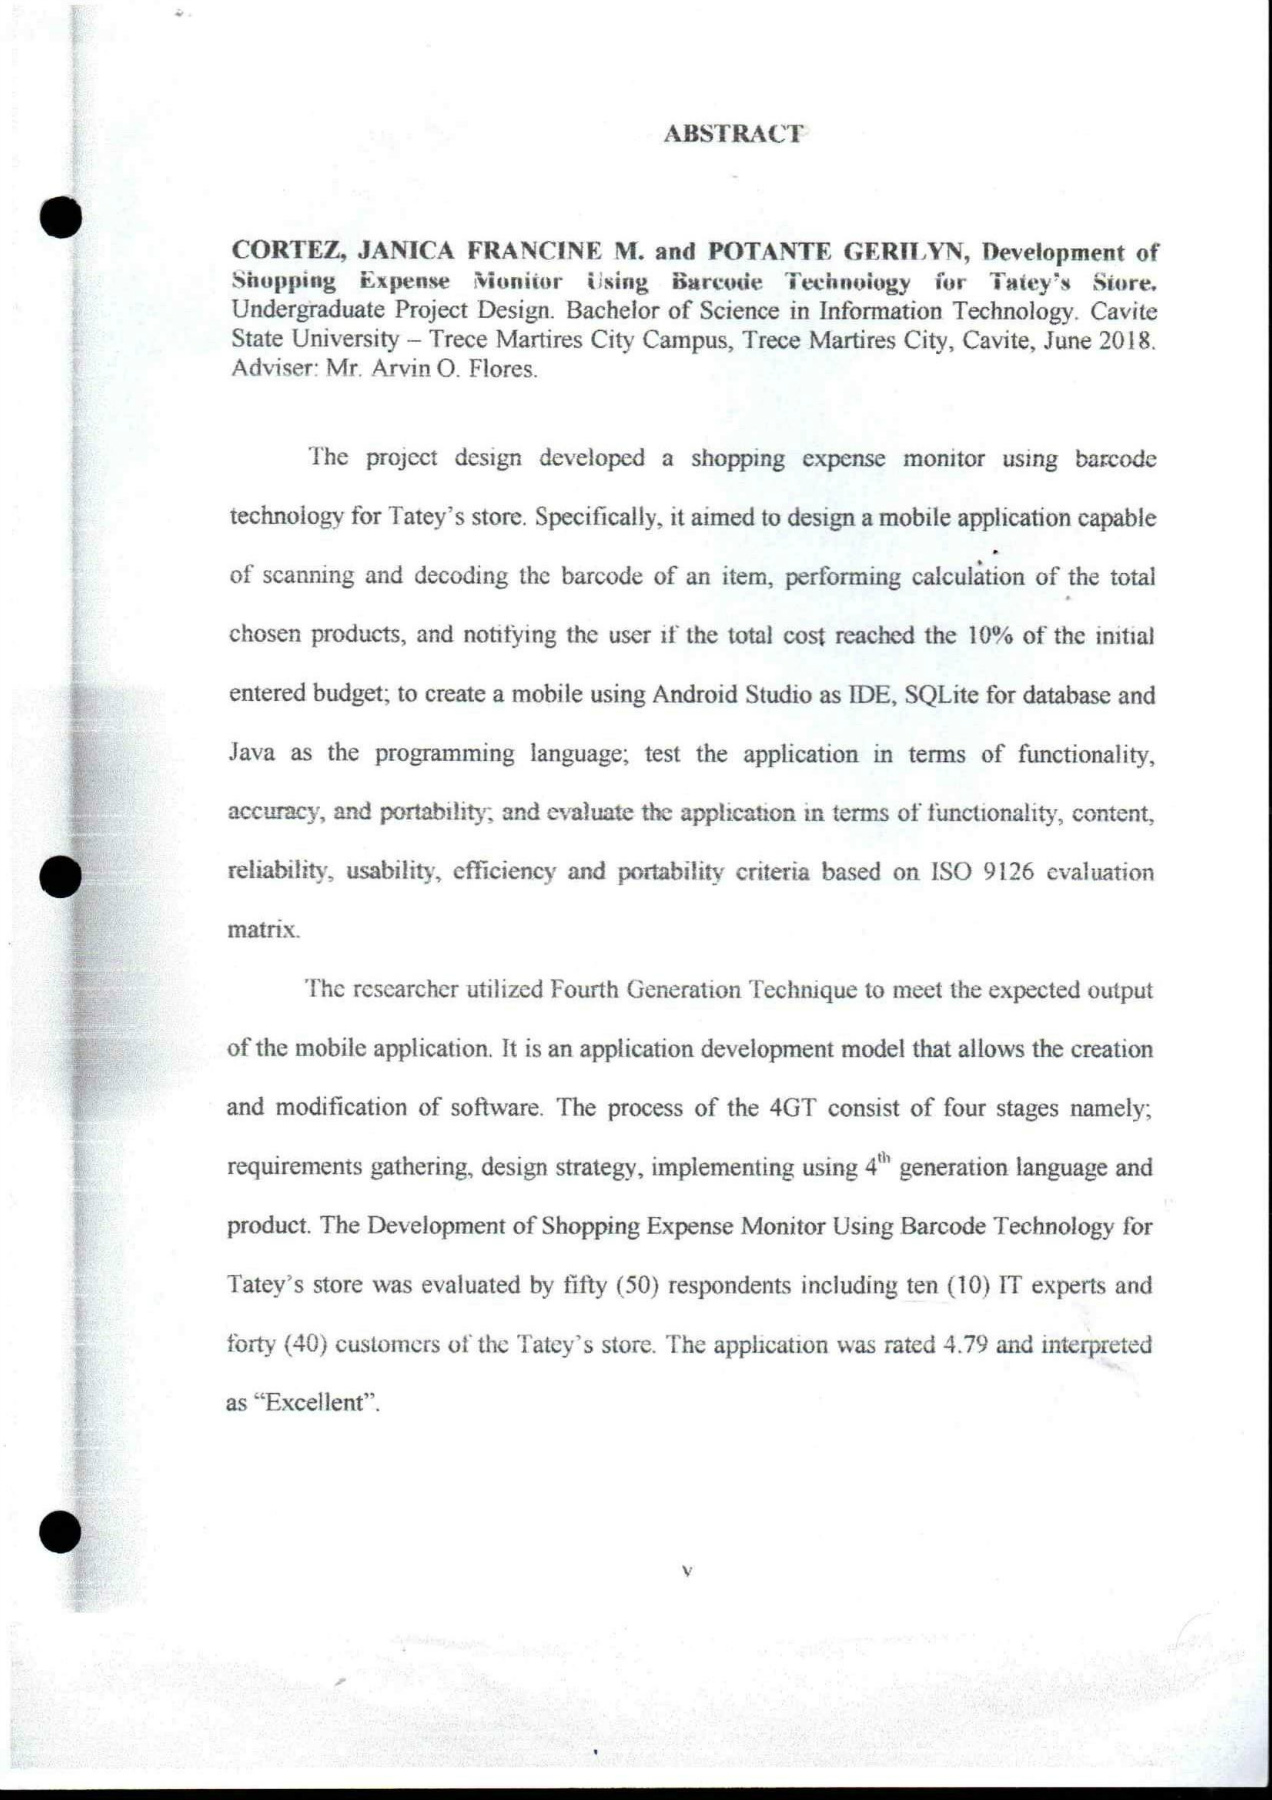 ABSTRACT
CORTEZ, JANICA FRANCINE M. and POTANTE GERILYN, Development of
Shopping Expense Monitor Using Barcode Technology for Tatey's Store.
Undergraduate Project Design. Bachelor of Science in Information Technology. Cavite
State University – Trece Martires City Campus, Trece Martires City, Cavite, June 2018.
Adviser: Mr. Arvin O. Flores.
The project design developed a shopping expense monitor using barcode
technology for Tatey's store. Specifically, it aimed to design a mobile application capable
of scanning and decoding the barcode of an item, performing calculation of the total
chosen products, and notifying the user if the total cost reached the 10% of the initial
entered budget; to create a mobile using Android Studio as IDE, SQLite for database and
Java as the programming language; test the application in terms of functionality,
accuracy, and portability; and evaluate the application in terms of functionality, content,
reliability, usability, efficiency and portability criteria based on ISO 9126 evaluation
matrix.
The researcher utilized Fourth Generation Technique to meet the expected output
of the mobile application. It is an application development model that allows the creation
and modification of software. The process of the 4GT consist of four stages namely;
requirements gathering, design strategy, implementing using 4th generation language and
product. The Development of Shopping Expense Monitor Using Barcode Technology for
Tatey's store was evaluated by fifty (50) respondents including ten (10) IT experts and
forty (40) customers of the Tatey's store. The application was rated 4.79 and interpreted
as "Excellent".
v